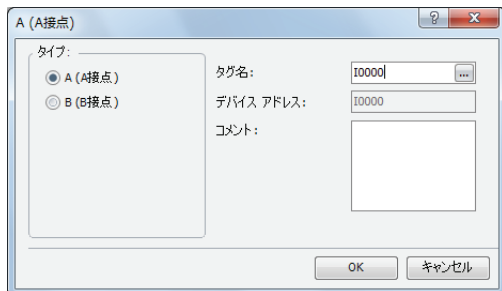 A (A接点)
タイプ:
A (A接点)
B (B接点)
タグ名:
I0000
...
デバイス アドレス:
I0000
コメント:
OK
キャンセル